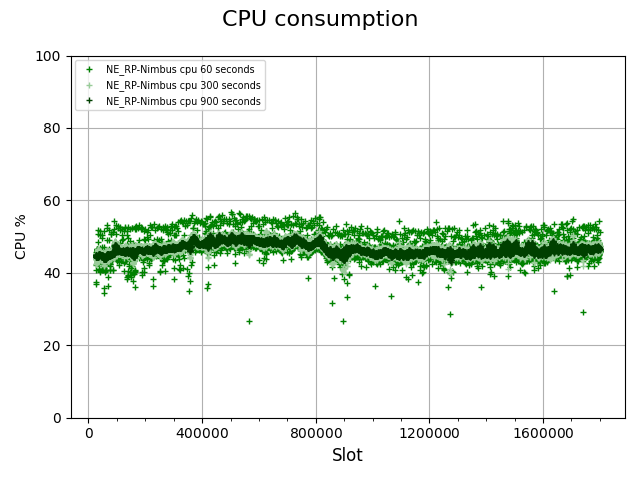 CPU consumption
100
NE_RP-Nimbus cpu 60 seconds
NE_RP-Nimbus cpu 300 seconds
NE_RP-Nimbus cpu 900 seconds
80
60
CPU %
40
20
0
0 400000 800000 1200000 1600000
Slot